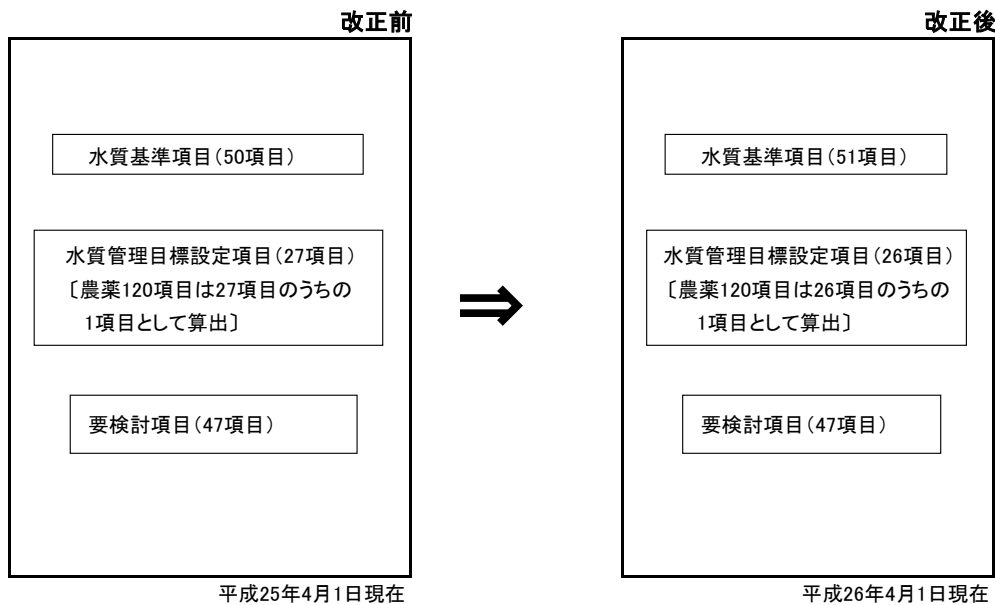 改正前
水質基準項目(50項目)
水質管理目標設定項目(27項目)
〔農薬120項目は27項目のうちの
1項目として算出〕
要検討項目(47項目)
平成25年4月1日現在
⇒
改正後
水質基準項目(51項目)
水質管理目標設定項目(26項目)
〔農薬120項目は26項目のうちの
1項目として算出〕
要検討項目(47項目)
平成26年4月1日現在